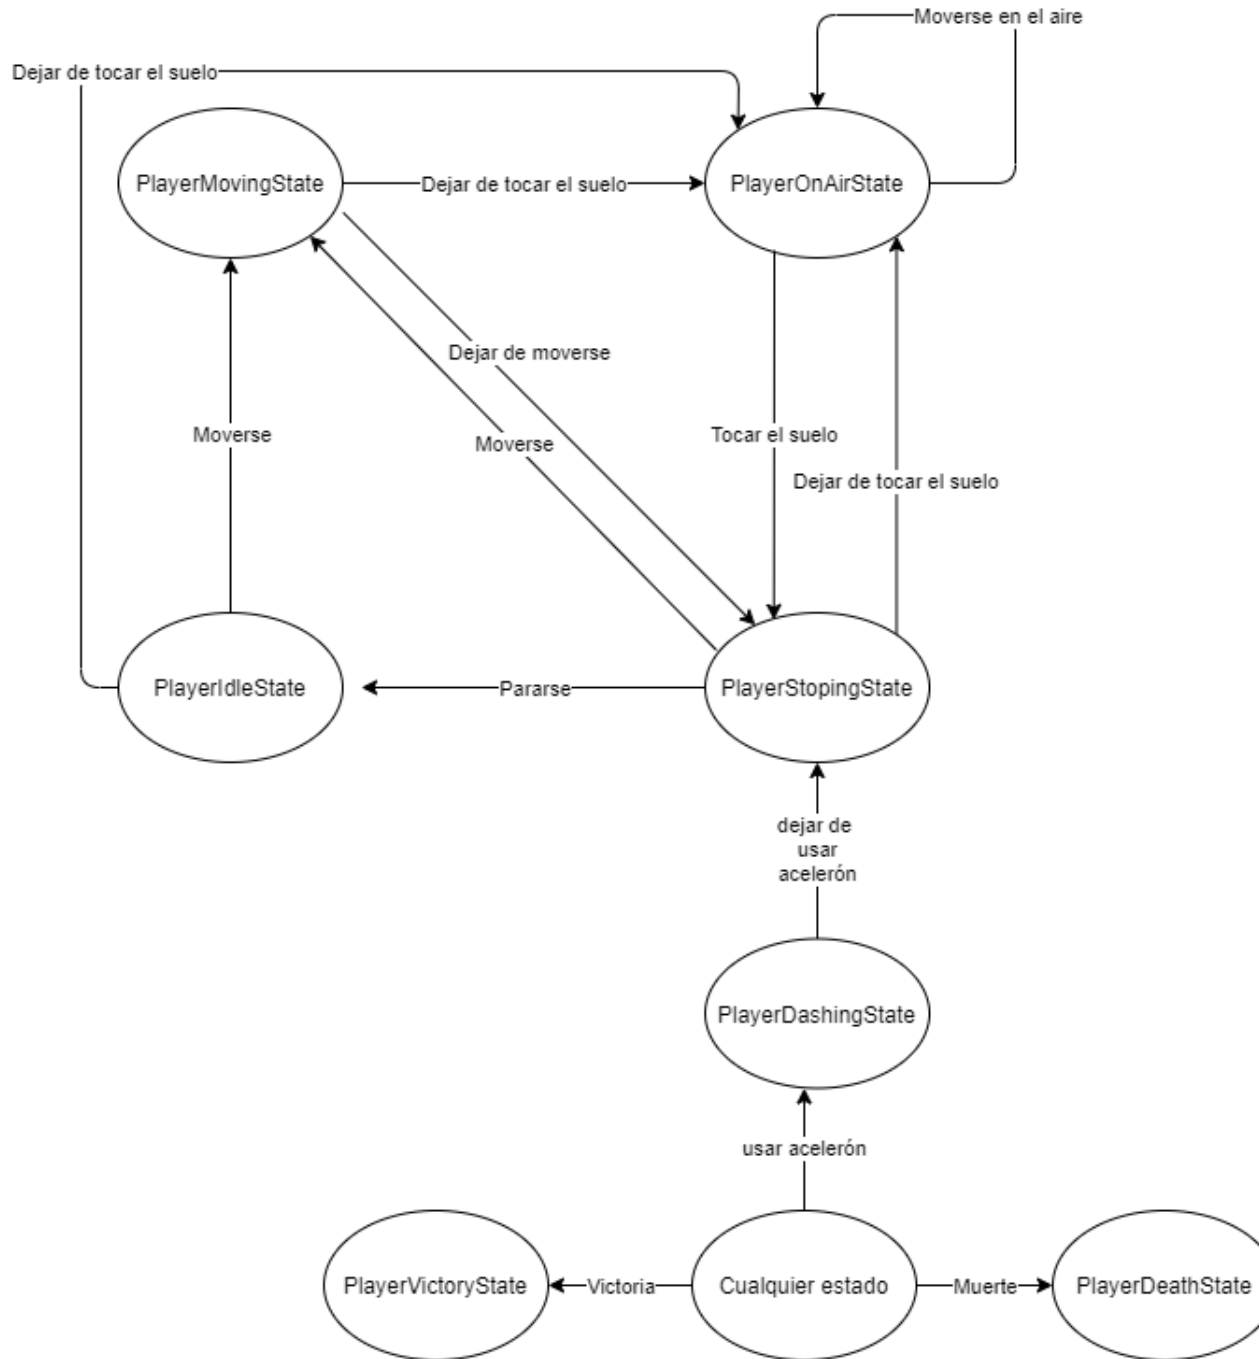 Moverse en el aire
Dejar de tocar el suelo
PlayerMovingState
Dejar de tocar el suelo
PlayerOnAirState
Dejar de moverse
Moverse
Moverse
Tocar el suelo
Dejar de tocar el suelo
PlayerIdleState
Pararse
PlayerStopingState
dejar de
usar
acelerón
PlayerDashingState
usar acelerón
PlayerVictoryState
Victoria
Cualquier estado
Muerte
PlayerDeathState